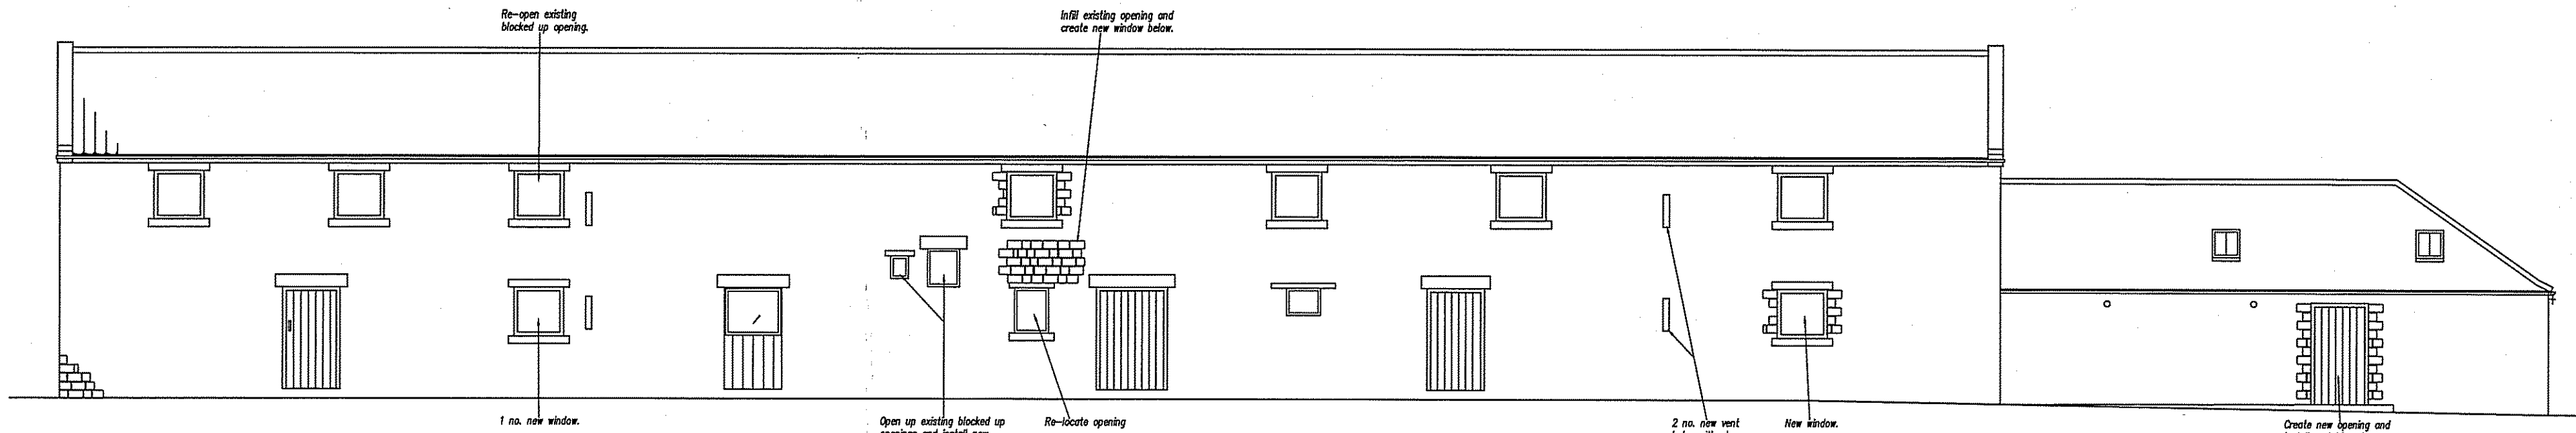 Re-open existing
blocked up opening.
Infill existing opening and
create new window below.
1 no. new window.
Open up existing blocked up
Re-locate opening
2 no. new vent
New window.
Create new opening and